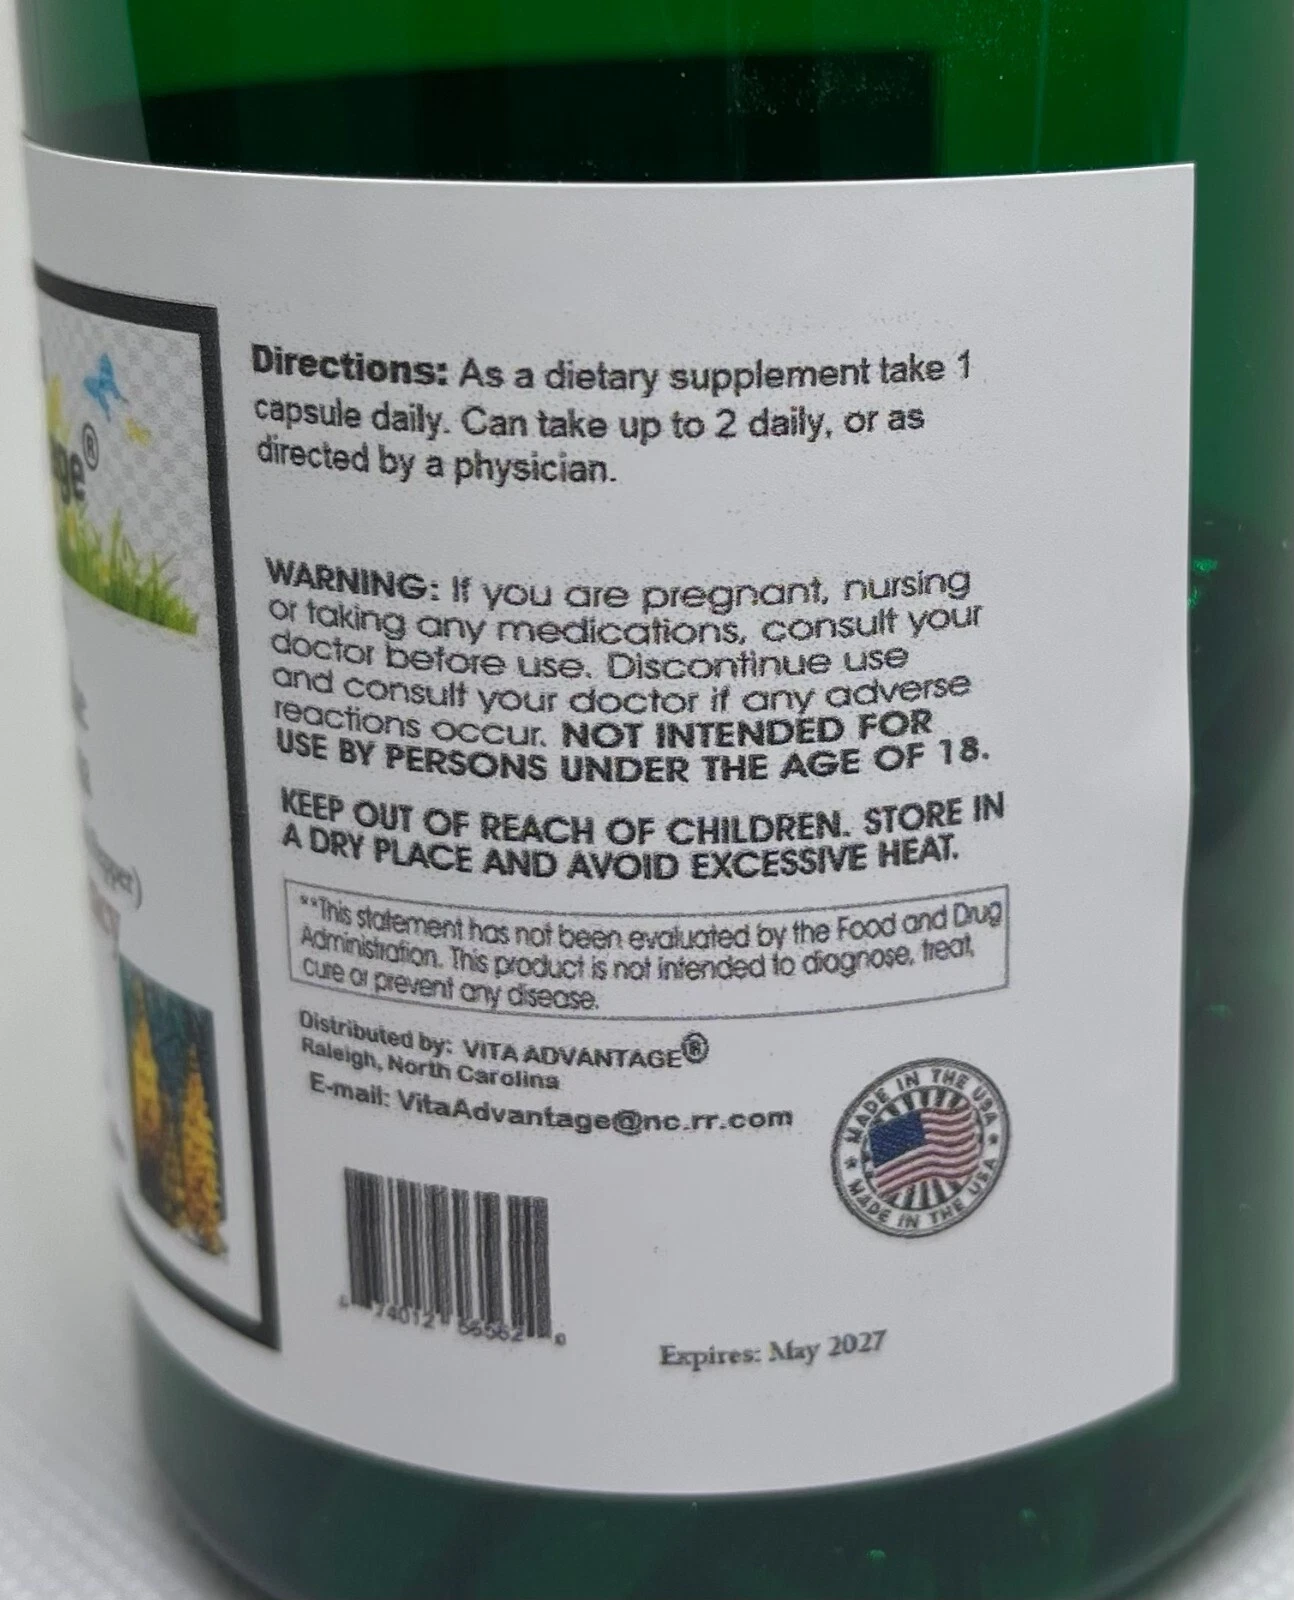 Directions: As a dietary supplement take 1
capsule daily. Can take up to 2 daily, or as
directed by a physician.
WARNING: If you are pregnant, nursing
or taking any medications, consult your
doctor before use. Discontinue use
and consult your doctor if any adverse
reactions occur. NOT INTENDED FOR
USE BY PERSONS UNDER THE AGE OF 18.
KEEP OUT OF REACH OF CHILDREN. STORE IN
A DRY PLACE AND AVOID EXCESSIVE HEAT.
**This statement has not been evaluated by the Food and Drug
Administration. This product is not intended to diagnose, treat,
cure or prevent any disease.
Distributed by: VITA ADVANTAGE®
Raleigh, North Carolina
E-mail: VitaAdvantage@nc.rr.com
MADE IN THE USA
MADE IN THE USA
Expires: May 2027